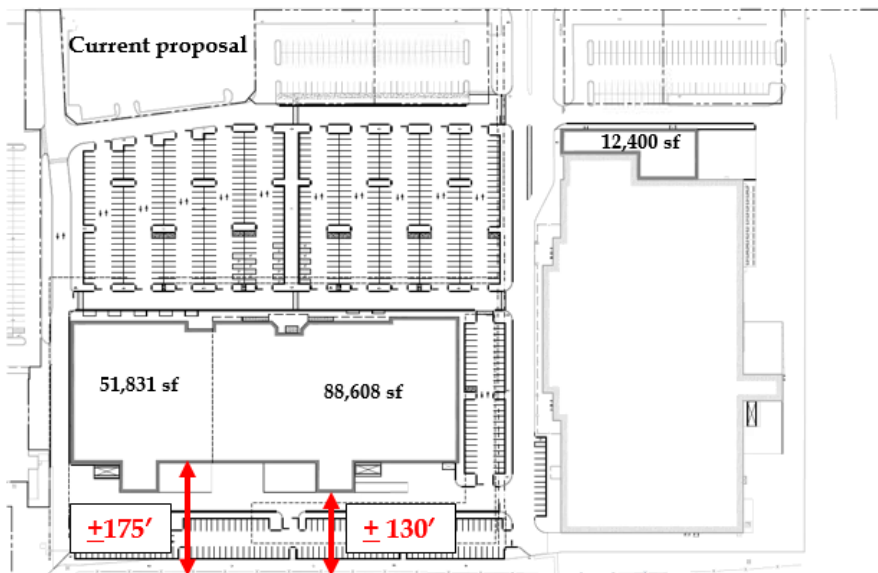 Current proposal
12,400 sf
51,831 sf
88,608 sf
±175′
± 130′